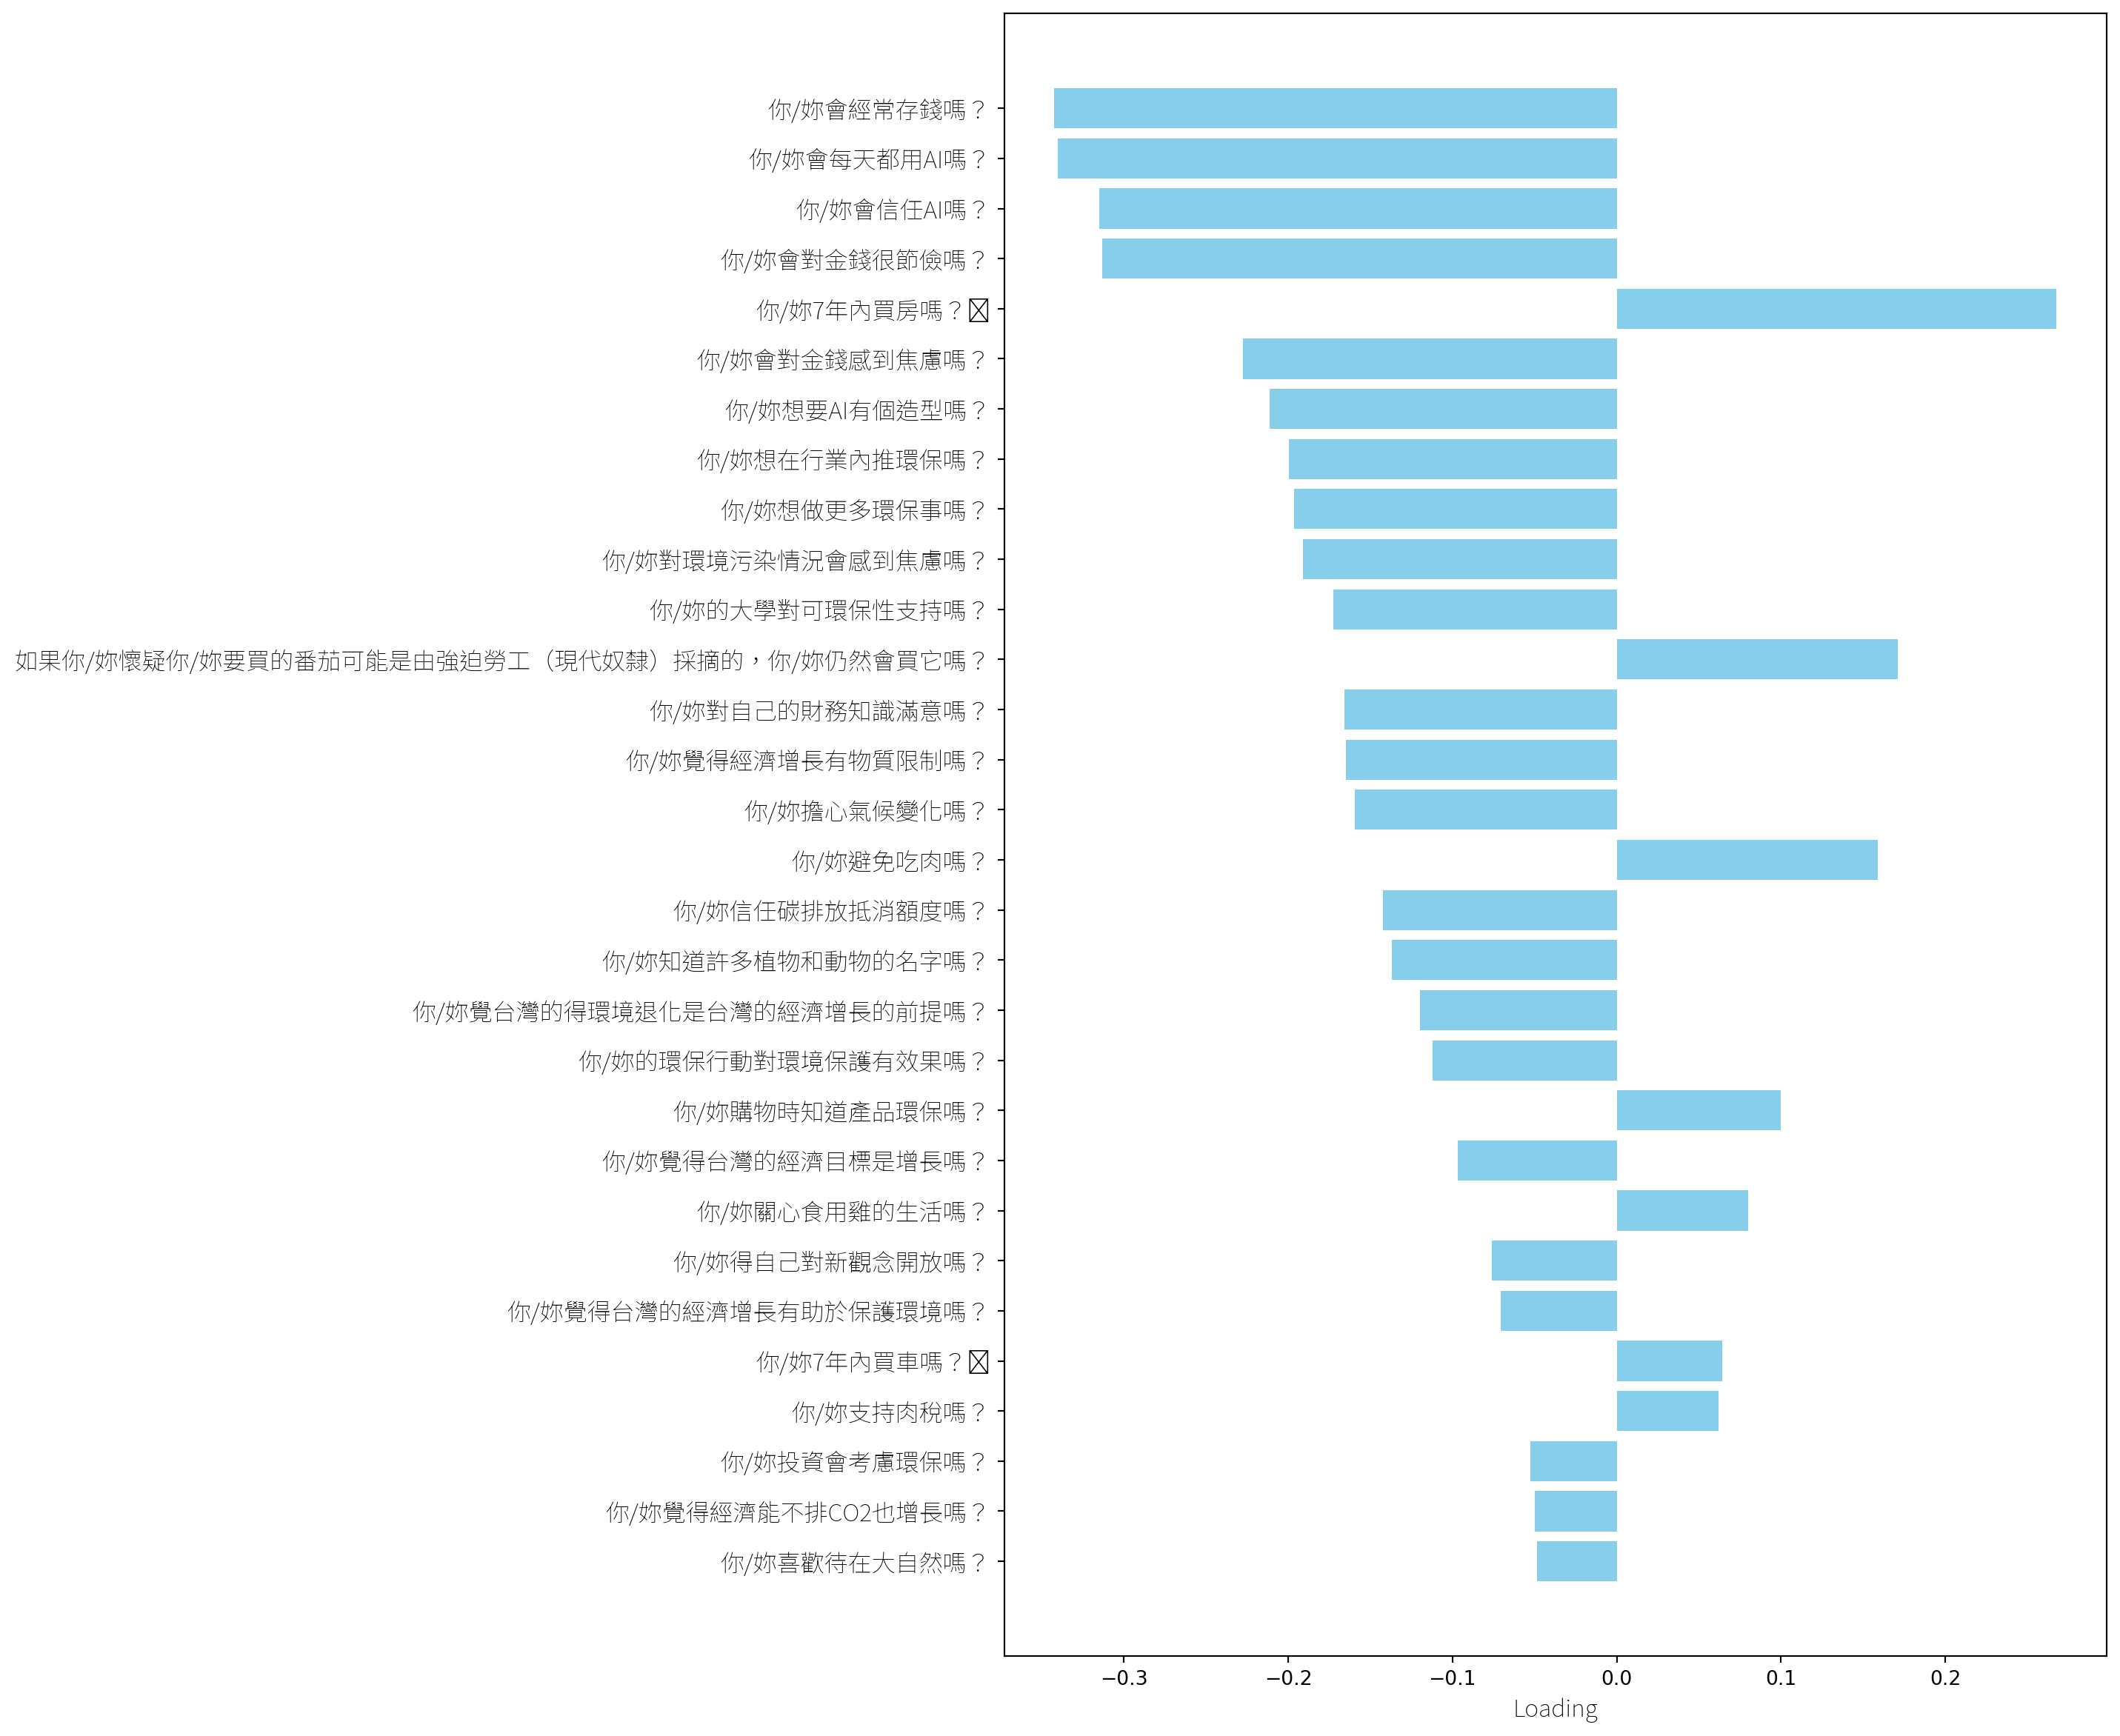 你/妳會經常存錢嗎？
你/妳會每天都用AI嗎？
你/妳會信任AI嗎？
你/妳會對金錢很節儉嗎？
你/妳7年內買房嗎？
你/妳會對金錢感到焦慮嗎？
你/妳想要AI有個造型嗎？
你/妳想在行業內推環保嗎？
你/妳想做更多環保事嗎？
你/妳對環境污染情況會感到焦慮嗎？
你/妳的大學對可環保性支持嗎？
如果你/妳懷疑你/妳要買的番茄可能是由強迫勞工（現代奴隸）採摘的，你/妳仍然會買它嗎？
你/妳對自己的財務知識滿意嗎？
你/妳覺得經濟增長有物質限制嗎？
你/妳擔心氣候變化嗎？
你/妳避免吃肉嗎？
你/妳信任碳排放抵消額度嗎？
你/妳知道許多植物和動物的名字嗎？
你/妳覺台灣的得環境退化是台灣的經濟增長的前提嗎？
你/妳的環保行動對環境保護有效果嗎？
你/妳購物時知道產品環保嗎？
你/妳覺得台灣的經濟目標是增長嗎？
你/妳關心食用雞的生活嗎？
你/妳得自己對新觀念開放嗎？
你/妳覺得台灣的經濟增長有助於保護環境嗎？
你/妳7年內買車嗎？
你/妳支持肉稅嗎？
你/妳投資會考慮環保嗎？
你/妳覺得經濟能不排CO2也增長嗎？
你/妳喜歡待在大自然嗎？
−0.3 −0.2 −0.1 0.0 0.1 0.2
Loading